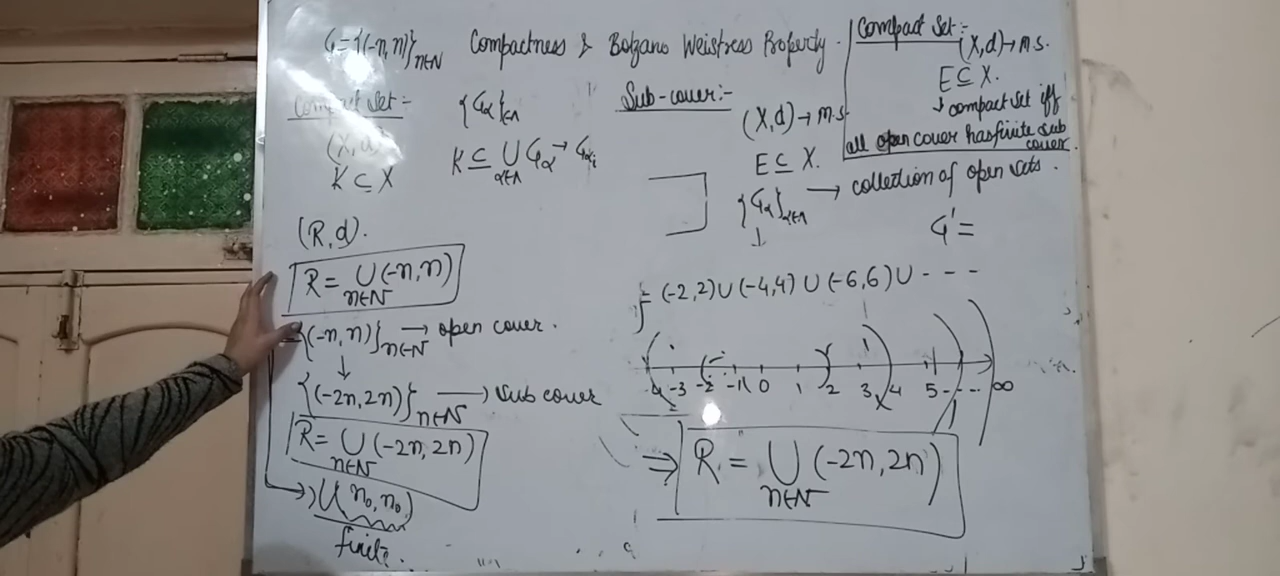 G={(-n, n)}n∈N
Compactness & Bolzano Weistress Property.
Compact Set:-
(X, d) → m.s.
E ⊆ X.
↳ compact set iff
all open cover has finite sub cover.
Compact Set:-
(X, d)
K ⊆ X
{Gα}α∈Λ
K ⊆ ∪α∈Λ Gα → Gαi
Sub-cover:-
(X, d) → m.s.
E ⊆ X.
{Gα}α∈Λ → collection of open sets.
↓
G' =
(R, d).
R = ∪n∈N (-n, n)
{(-n, n)}n∈N → open cover.
↓
{(-2n, 2n)}n∈N → Sub cover
R = ∪n∈N (-2n, 2n)
∪(n₀, n₀)
finite.
= (-2, 2) ∪ (-4, 4) ∪ (-6, 6) ∪ - - -
-4 -3 -2 -1 0 1 2 3 4 5 - - - ∞
⇒ R = ∪n∈N (-2n, 2n)